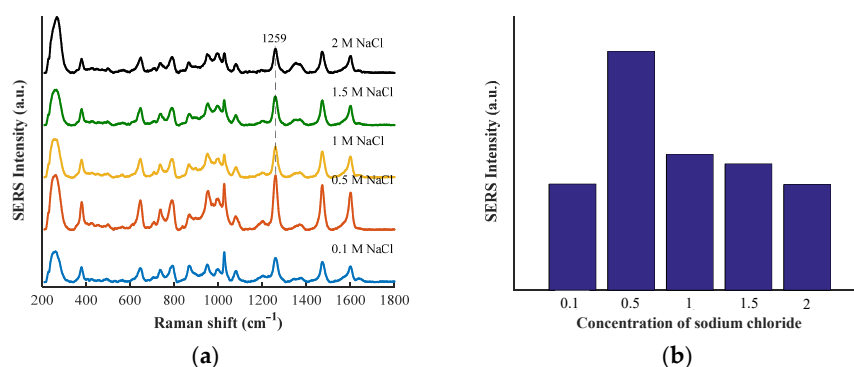 1259
2 M NaCl
1.5 M NaCl
1 M NaCl
0.5 M NaCl
0.1 M NaCl
SERS Intensity (a.u.)
200 400 600 800 1000 1200 1400 1600 1800
Raman shift (cm⁻¹)
(a)
SERS Intensity (a.u.)
0.1 0.5 1 1.5 2
Concentration of sodium chloride
(b)